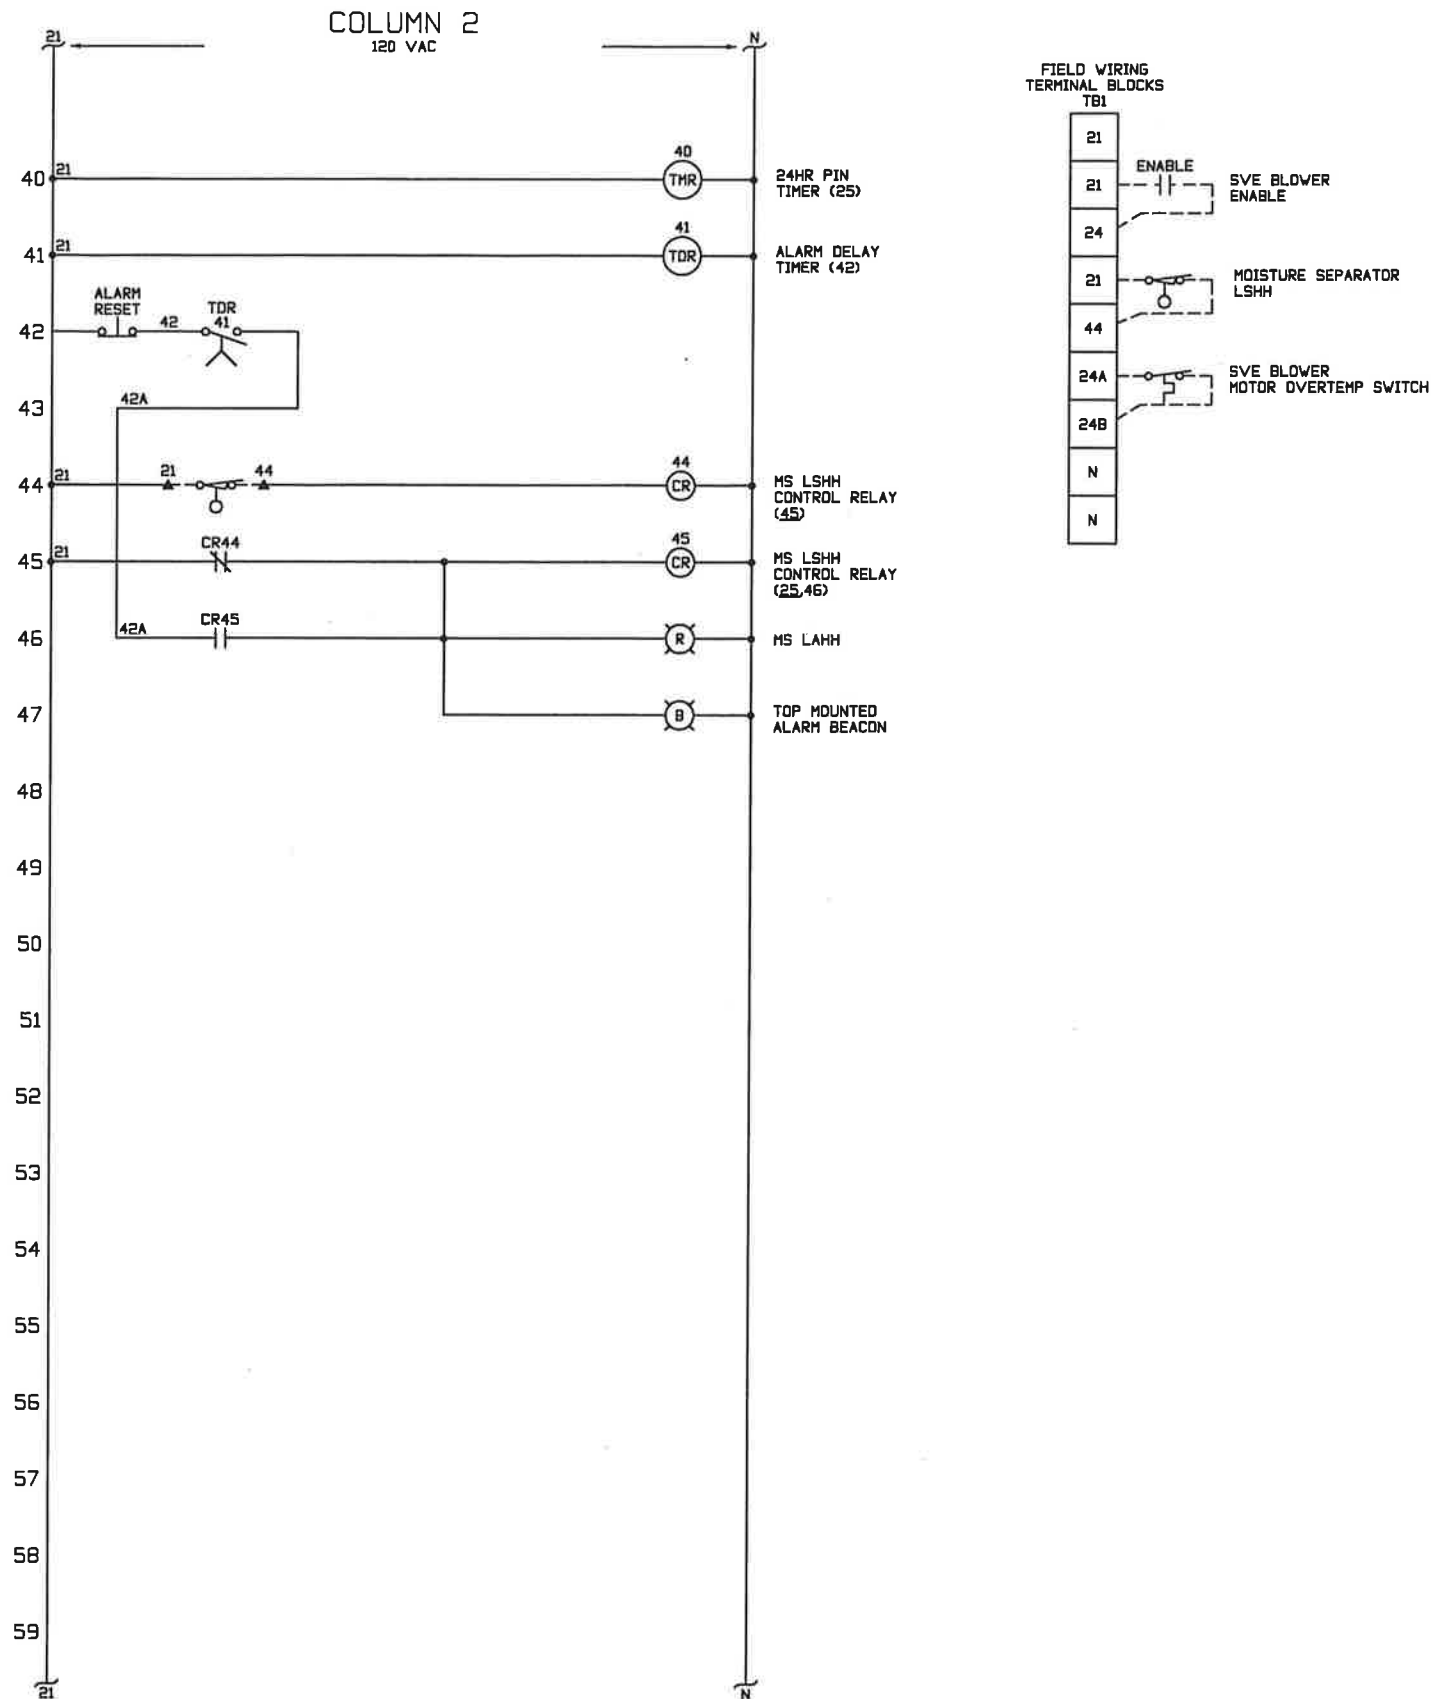 COLUMN 2
120 VAC
21
N
40
21
40
TMR
24HR PIN
TIMER (25)
41
21
41
TDR
ALARM DELAY
TIMER (42)
42
ALARM
RESET
42
TDR
41
43
42A
44
21
21
44
44
CR
MS LSHH
CONTROL RELAY
(45)
45
21
CR44
45
CR
MS LSHH
CONTROL RELAY
(25,46)
46
42A
CR45
R
MS LAHH
47
B
TOP MOUNTED
ALARM BEACON
48
49
50
51
52
53
54
55
56
57
58
59
21
N
FIELD WIRING
TERMINAL BLOCKS
TB1
21
21
ENABLE
SVE BLOWER
ENABLE
24
21
MOISTURE SEPARATOR
LSHH
44
24A
SVE BLOWER
MOTOR OVERTEMP SWITCH
24B
N
N